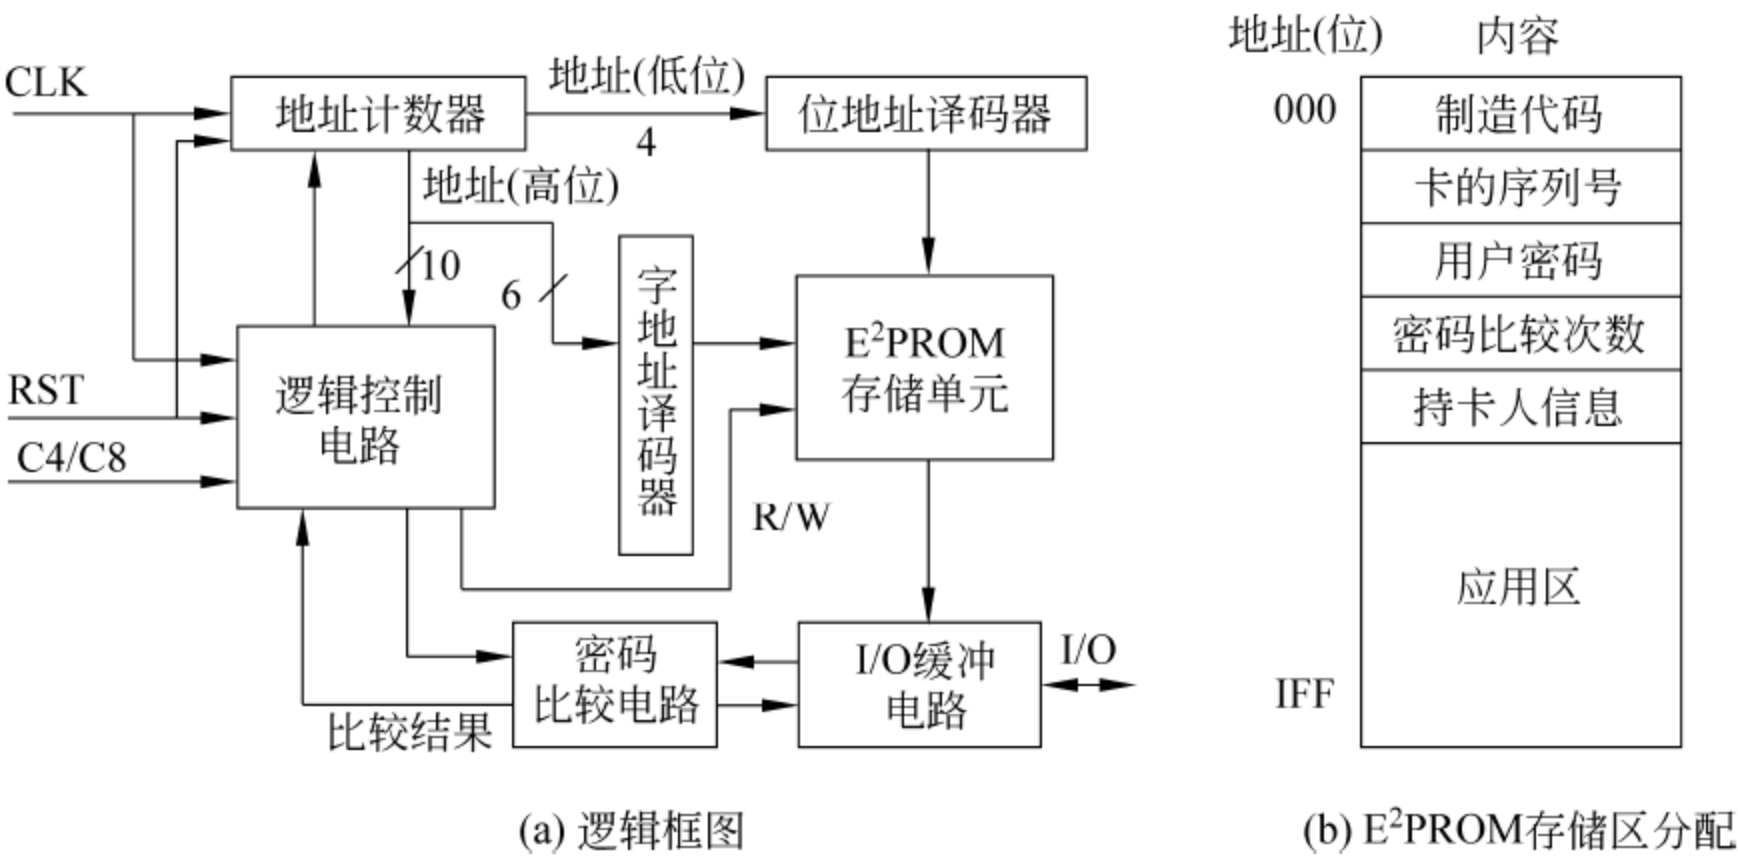 CLK
地址计数器
地址(低位)
4
位地址译码器
地址(高位)
10
6
字地址译码器
E²PROM
存储单元
RST
C4/C8
逻辑控制
电路
R/W
密码
比较电路
比较结果
I/O缓冲
电路
I/O
(a) 逻辑框图
地址(位)
内容
000
制造代码
卡的序列号
用户密码
密码比较次数
持卡人信息
应用区
IFF
(b) E²PROM存储区分配